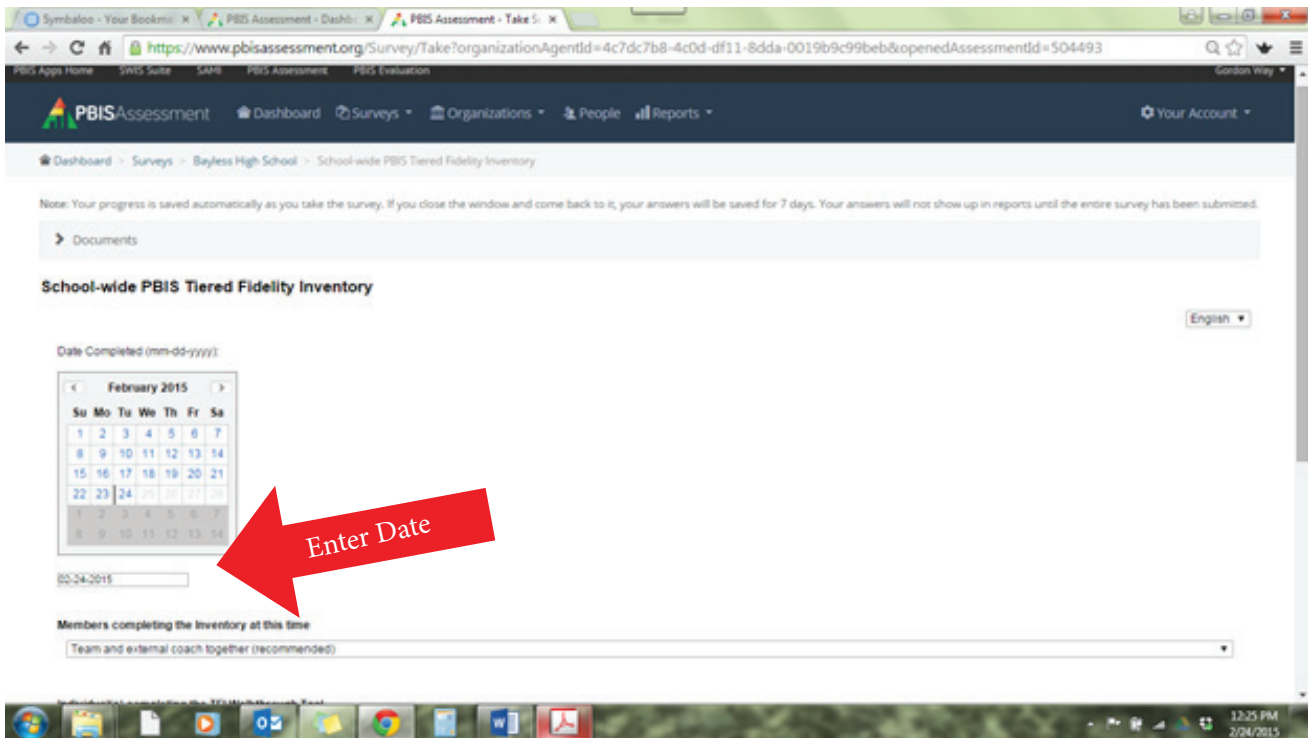 Symbaloo - Your Bookm PBIS Assessment - Dashb PBIS Assessment - Take S
https://www.pbisassessment.org/Survey/Take?organizationAgentId=4c7dc7b8-4c0d-df11-8dda-0019b9c99beb&openedAssessmentId=504493
PBIS Apps Home SWIS Suite SAMI PBIS Assessment PBIS Evaluation Gordon Way
PBISAssessment Dashboard Surveys Organizations People Reports Your Account
Dashboard > Surveys > Bayless High School > School-wide PBIS Tiered Fidelity Inventory
Note: Your progress is saved automatically as you take the survey. If you close the window and come back to it, your answers will be saved for 7 days. Your answers will not show up in reports until the entire survey has been submitted.
Documents
School-wide PBIS Tiered Fidelity Inventory
English
Date Completed (mm-dd-yyyy):
February 2015
Su Mo Tu We Th Fr Sa
1 2 3 4 5 6 7
8 9 10 11 12 13 14
15 16 17 18 19 20 21
22 23 24 25 26 27 28
1 2 3 4 5 6 7
8 9 10 11 12 13 14
Enter Date
02-24-2015
Members completing the Inventory at this time
Team and external coach together (recommended)
12:25 PM
2/24/2015